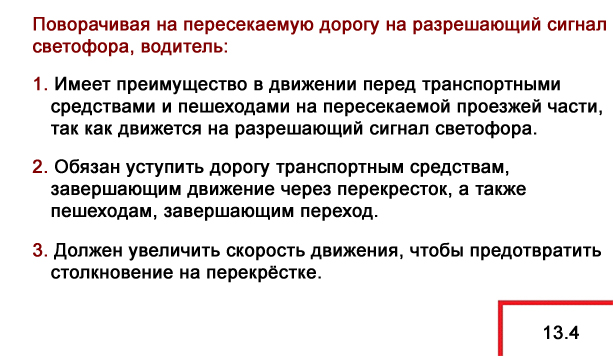 Поворачивая на пересекаемую дорогу на разрешающий сигнал
светофора, водитель:
1. Имеет преимущество в движении перед транспортными
средствами и пешеходами на пересекаемой проезжей части,
так как движется на разрешающий сигнал светофора.
2. Обязан уступить дорогу транспортным средствам,
завершающим движение через перекресток, а также
пешеходам, завершающим переход.
3. Должен увеличить скорость движения, чтобы предотвратить
столкновение на перекрёстке.
13.4